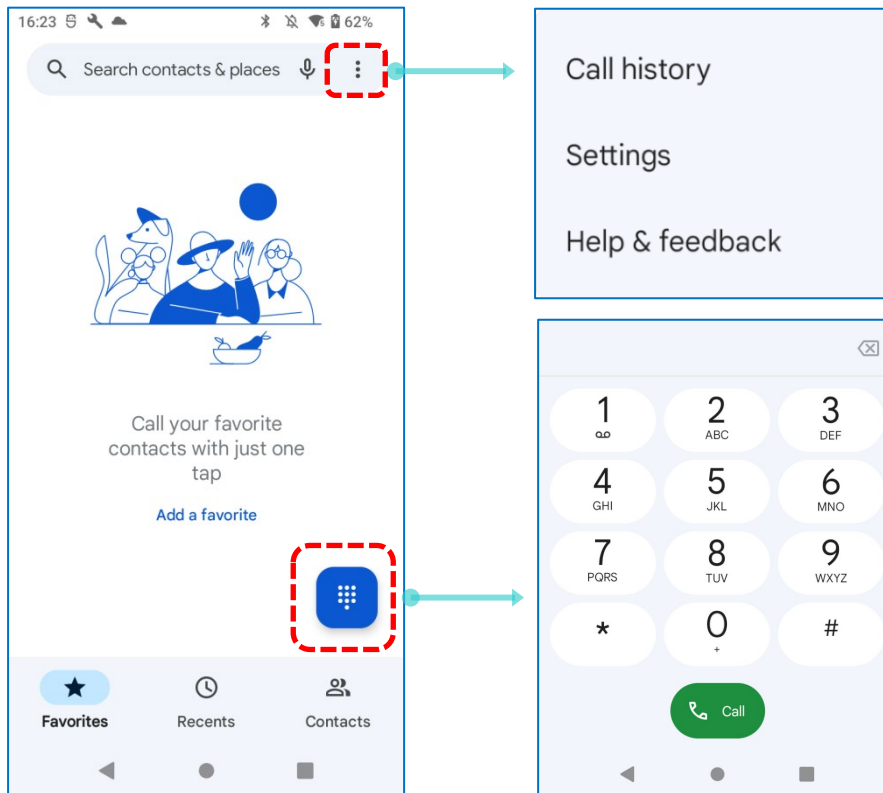 16:23
62%
Search contacts & places
Call your favorite
contacts with just one
tap
Add a favorite
Favorites Recents Contacts
Call history
Settings
Help & feedback
1 2 3
ABC DEF
4 5 6
GHI JKL MNO
7 8 9
PQRS TUV WXYZ
* 0 #
+
Call